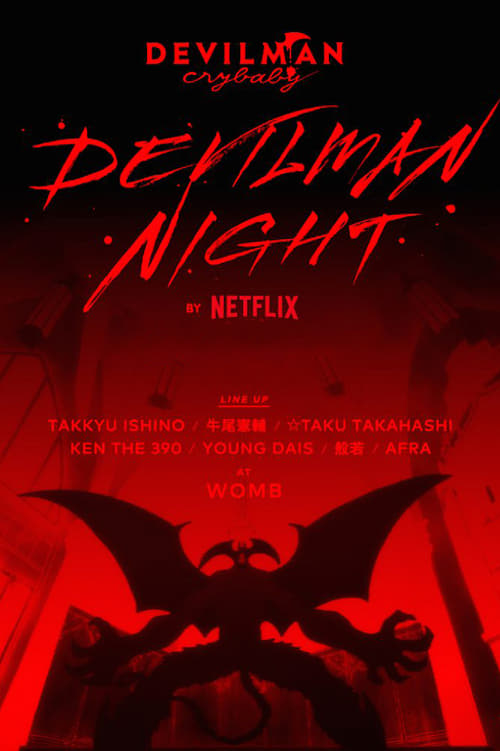 DEVILMAN
crybaby
DEVILMAN
NIGHT
BY NETFLIX
LINE UP
TAKKYU ISHINO / 牛尾憲輔 / ☆TAKU TAKAHASHI
KEN THE 390 / YOUNG DAIS / 般若 / AFRA
AT
WOMB